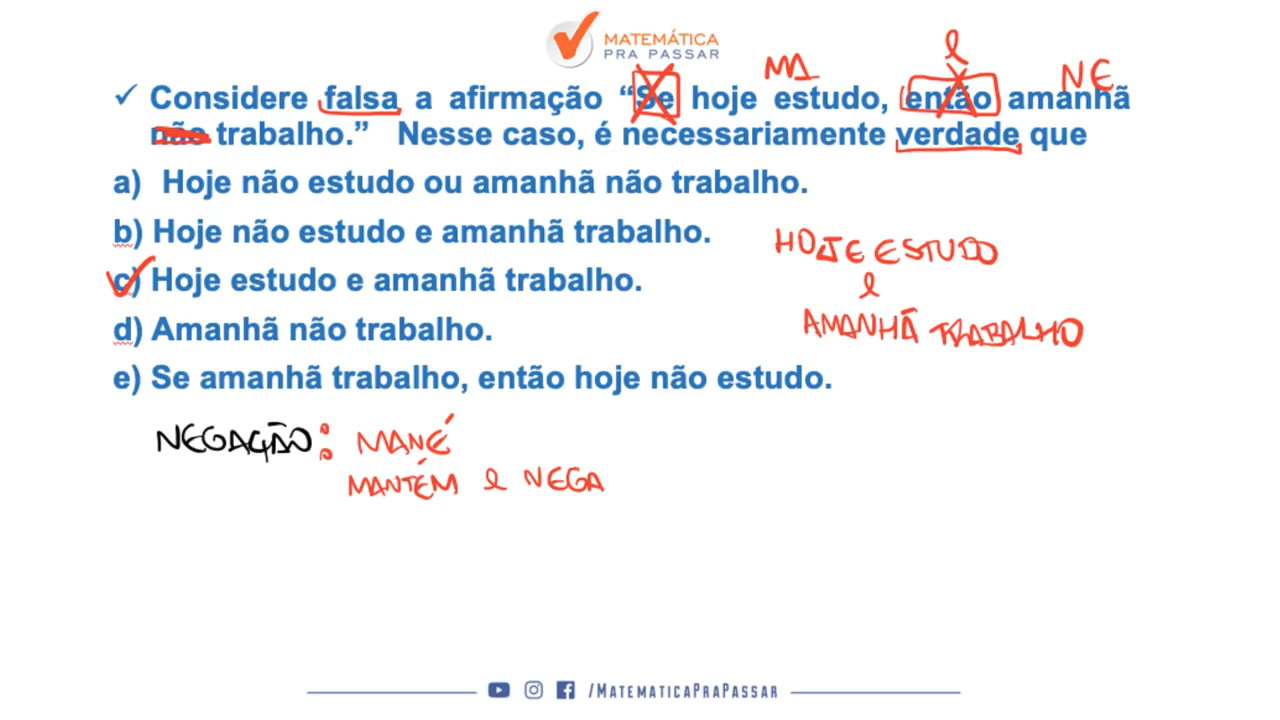 MATEMÁTICA
PRA PASSAR
MA
e
NE
✓ Considere falsa a afirmação “Se hoje estudo, então amanhã
não trabalho.” Nesse caso, é necessariamente verdade que
a) Hoje não estudo ou amanhã não trabalho.
b) Hoje não estudo e amanhã trabalho.
c) Hoje estudo e amanhã trabalho.
d) Amanhã não trabalho.
e) Se amanhã trabalho, então hoje não estudo.
HOJE ESTUDO
e
AMANHÃ TRABALHO
NEGAÇÃO: MANÉ
MANTÉM e NEGA
/MATEMATICAPRAPASSAR